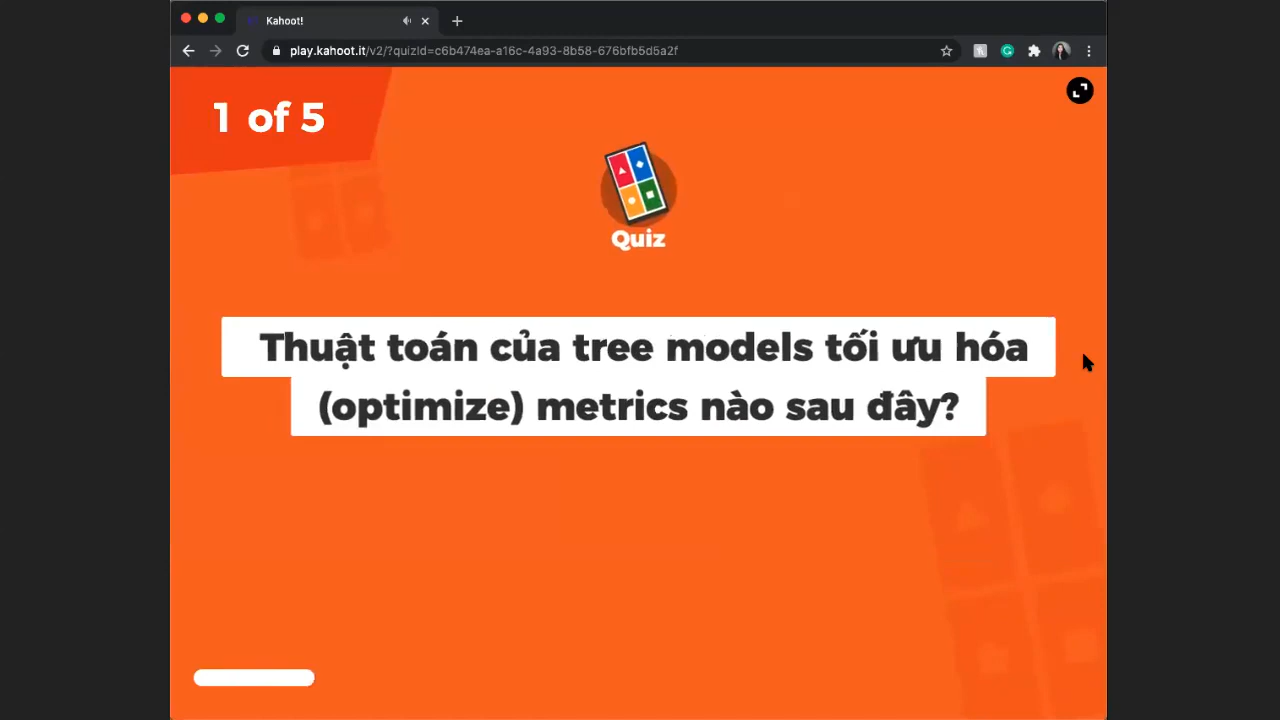 Kahoot!
play.kahoot.it/v2/?quizId=c6b474ea-a16c-4a93-8b58-676bfb5d5a2f
1 of 5
Quiz
Thuật toán của tree models tối ưu hóa
(optimize) metrics nào sau đây?